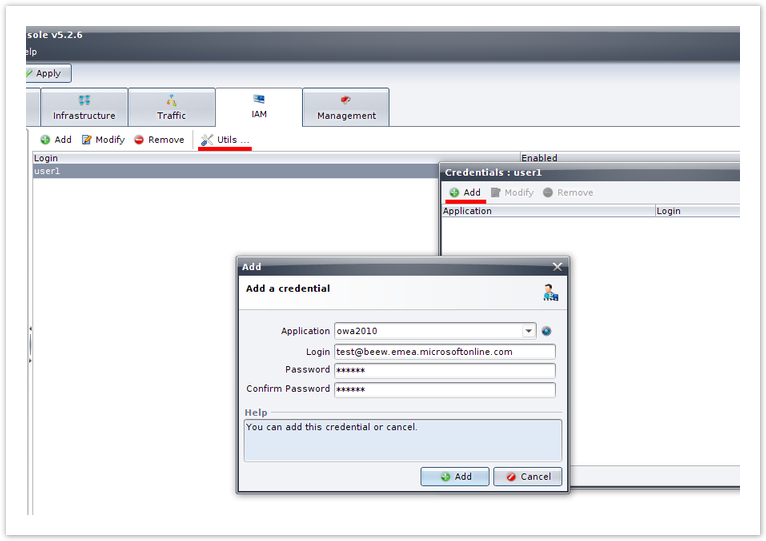 sole v5.2.6
elp
Apply
Infrastructure
Traffic
IAM
Management
Add Modify Remove Utils ...
Login Enabled
user1
Credentials : user1
Add Modify Remove
Application Login
Add
Add a credential
Application owa2010
Login test@beew.emea.microsoftonline.com
Password ******
Confirm Password ******
Help
You can add this credential or cancel.
Add Cancel